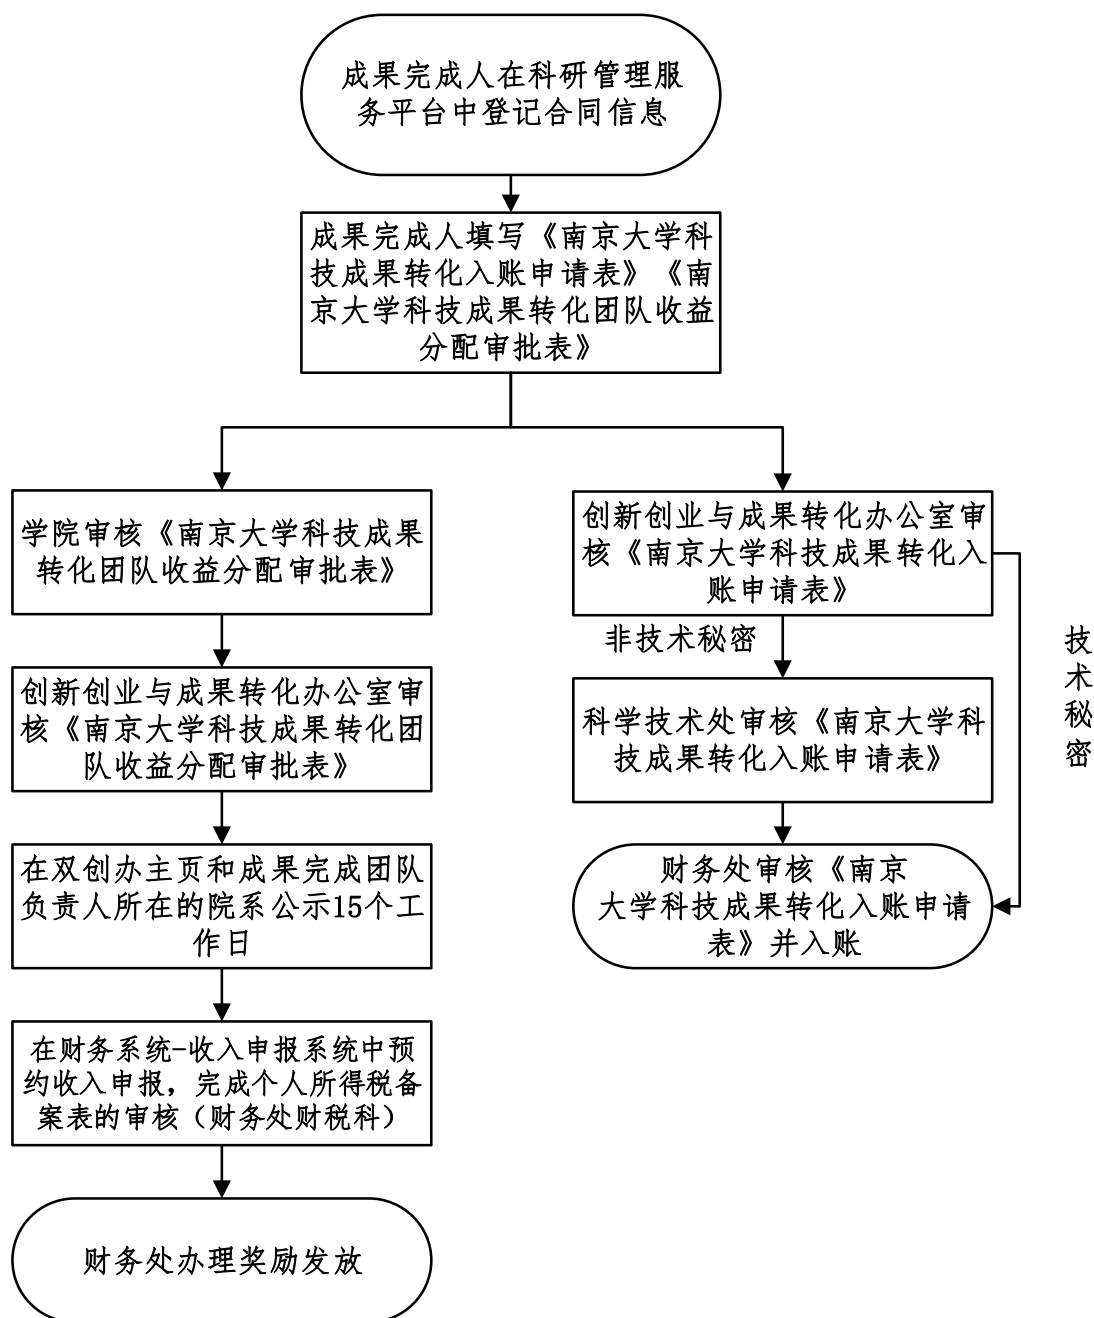 成果完成人在科研管理服
务平台中登记合同信息
成果完成人填写《南京大学科
技成果转化入账申请表》《南
京大学科技成果转化团队收益
分配审批表》
学院审核《南京大学科技成果
转化团队收益分配审批表》
创新创业与成果转化办公室审
核《南京大学科技成果转化团
队收益分配审批表》
在双创办主页和成果完成团队
负责人所在的院系公示15个工
作日
在财务系统-收入申报系统中预
约收入申报，完成个人所得税备
案表的审核（财务处财税科）
财务处办理奖励发放
创新创业与成果转化办公室审
核《南京大学科技成果转化入
账申请表》
非技术秘密
技
术
秘
密
科学技术处审核《南京大学科
技成果转化入账申请表》
财务处审核《南京
大学科技成果转化入账申请
表》并入账